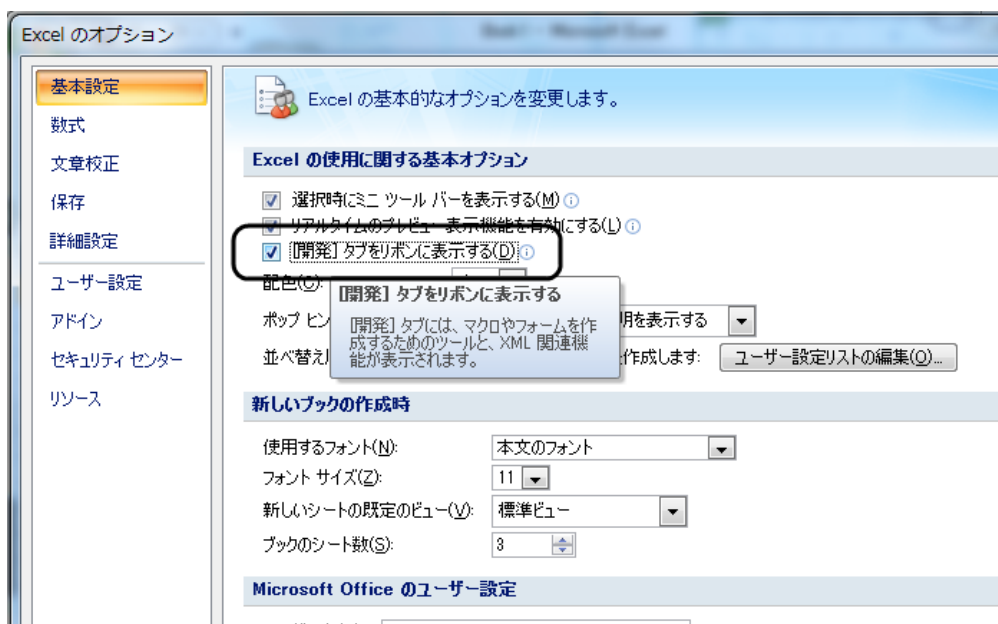 Excel のオプション
基本設定
数式
文章校正
保存
詳細設定
ユーザー設定
アドイン
セキュリティ センター
リソース
Excel の基本的なオプションを変更します。
Excel の使用に関する基本オプション
選択時にミニ ツール バーを表示する(M)
リアルタイムのプレビュー表示機能を有効にする(L)
[開発] タブをリボンに表示する(D)
配色(C):
[開発] タブをリボンに表示する
[開発] タブには、マクロやフォームを作
成するためのツールと、XML 関連機
能が表示されます。
ポップ ヒン 明を表示する
並べ替え 作成します: ユーザー設定リストの編集(O)...
新しいブックの作成時
使用するフォント(N): 本文のフォント
フォント サイズ(Z): 11
新しいシートの既定のビュー(V): 標準ビュー
ブックのシート数(S): 3
Microsoft Office のユーザー設定